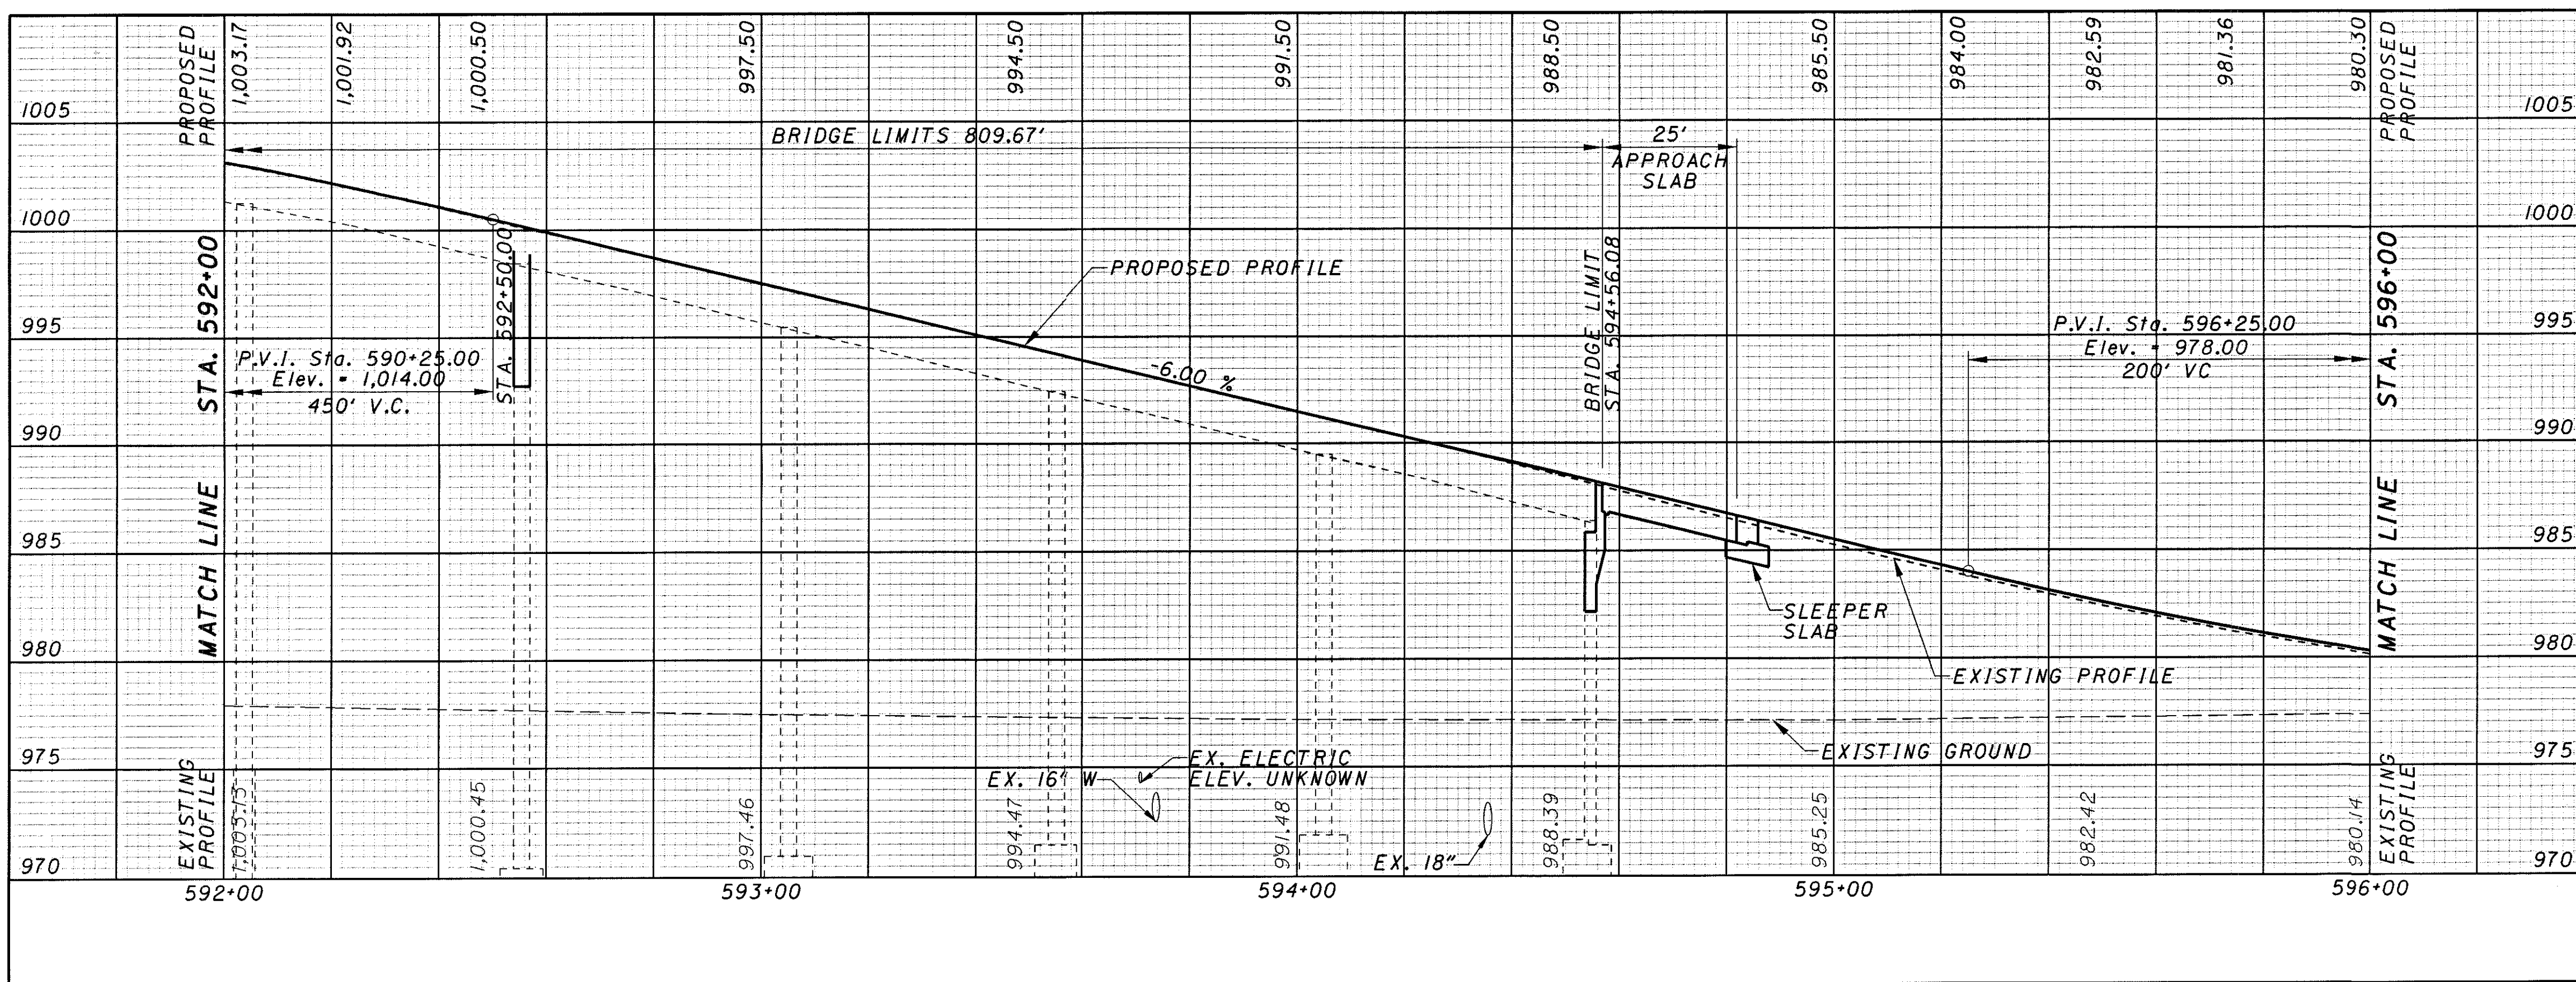 PROPOSED
PROFILE
1,003.17
1,001.92
1,000.50
997.50
994.50
991.50
988.50
985.50
984.00
982.59
981.36
980.30
PROPOSED
PROFILE
1005
1005
BRIDGE LIMITS 809.67'
25'
APPROACH
SLAB
1000
1000
PROPOSED PROFILE
995
995
P.V.I. Sta. 590+25.00
Elev. = 1,014.00
450' V.C.
STA. 592+50.00
-6.00 %
BRIDGE LIMIT
STA. 594+56.08
P.V.I. Sta. 596+25.00
Elev. = 978.00
200' VC
MATCH LINE STA. 592+00
MATCH LINE STA. 596+00
990
990
985
985
SLEEPER
SLAB
980
980
EXISTING PROFILE
EXISTING GROUND
975
975
EX. ELECTRIC
ELEV. UNKNOWN
EX. 16" W
EX. 18"
EXISTING
PROFILE
1,003.15
1,000.45
997.46
994.47
991.48
988.39
985.25
982.42
980.14
EXISTING
PROFILE
970
970
592+00
593+00
594+00
595+00
596+00